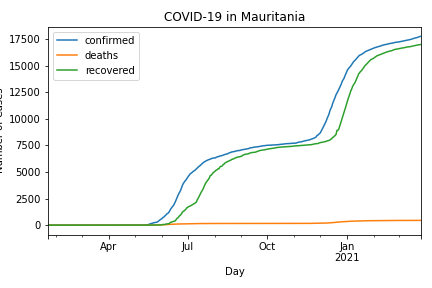 COVID-19 in Mauritania
confirmed
deaths
recovered
17500
15000
12500
10000
7500
5000
2500
0
Apr
Jul
Oct
Jan
2021
Day